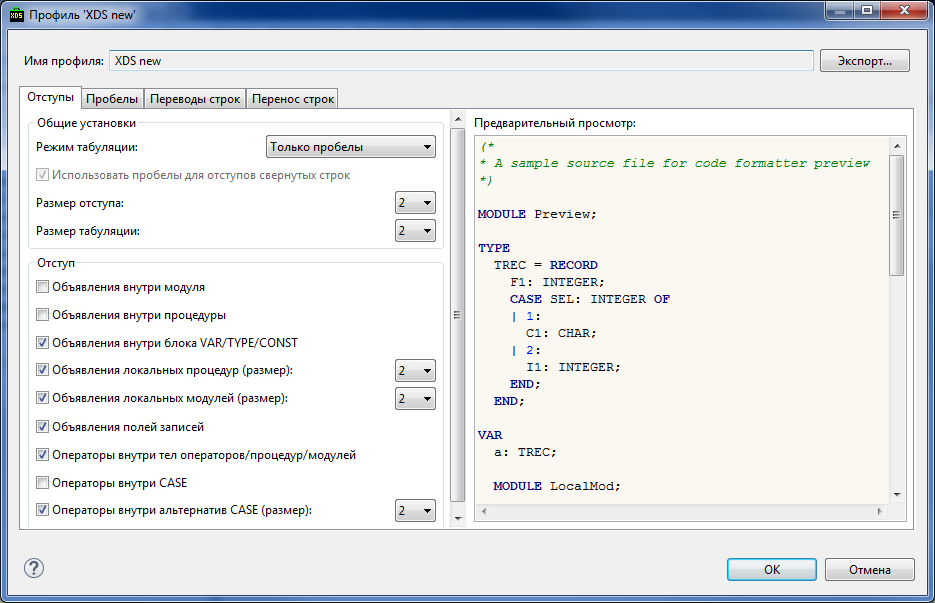 XDS Профиль 'XDS new'
Имя профиля: XDS new Экспорт...
Отступы Пробелы Переводы строк Перенос строк
Общие установки
Режим табуляции: Только пробелы
Использовать пробелы для отступов свернутых строк
Размер отступа: 2
Размер табуляции: 2
Отступ
Объявления внутри модуля
Объявления внутри процедуры
Объявления внутри блока VAR/TYPE/CONST
Объявления локальных процедур (размер): 2
Объявления локальных модулей (размер): 2
Объявления полей записей
Операторы внутри тел операторов/процедур/модулей
Операторы внутри CASE
Операторы внутри альтернатив CASE (размер): 2
Предварительный просмотр:
(*
* A sample source file for code formatter preview
*)
MODULE Preview;
TYPE
TREC = RECORD
F1: INTEGER;
CASE SEL: INTEGER OF
| 1:
C1: CHAR;
| 2:
I1: INTEGER;
END;
END;
VAR
a: TREC;
MODULE LocalMod;
? OK Отмена